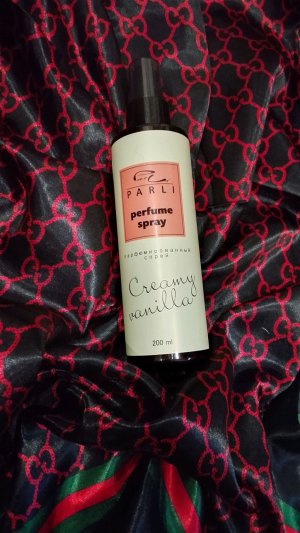 PARLI
perfume
spray
парфюмированный
спрей
Creamy
vanilla
200 ml